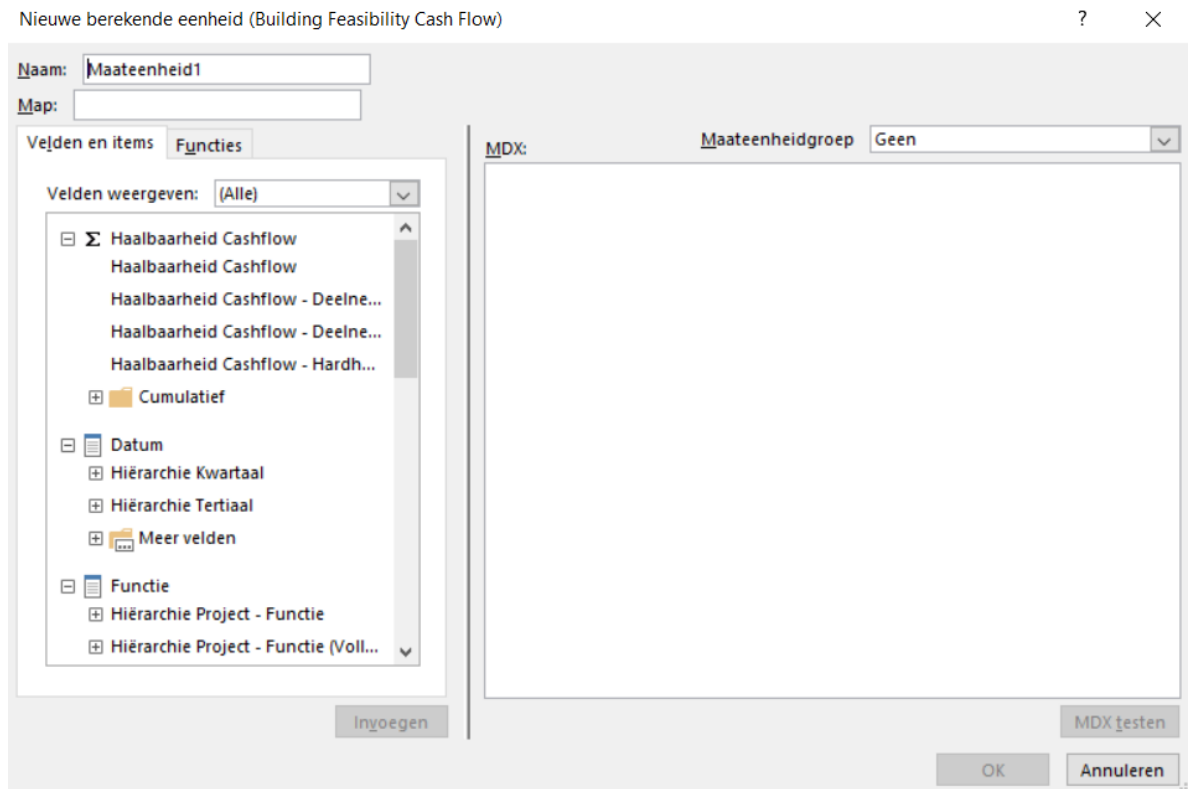 Nieuwe berekende eenheid (Building Feasibility Cash Flow) ?
Naam: Maateenheid1
Map:
Velden en items Functies
Velden weergeven: (Alle)
Σ Haalbaarheid Cashflow
Haalbaarheid Cashflow
Haalbaarheid Cashflow - Deelne...
Haalbaarheid Cashflow - Deelne...
Haalbaarheid Cashflow - Hardh...
Cumulatief
Datum
Hiërarchie Kwartaal
Hiërarchie Tertiaal
Meer velden
Functie
Hiërarchie Project - Functie
Hiërarchie Project - Functie (Voll...
Invoegen
MDX: Maateenheidgroep Geen
MDX testen
OK Annuleren